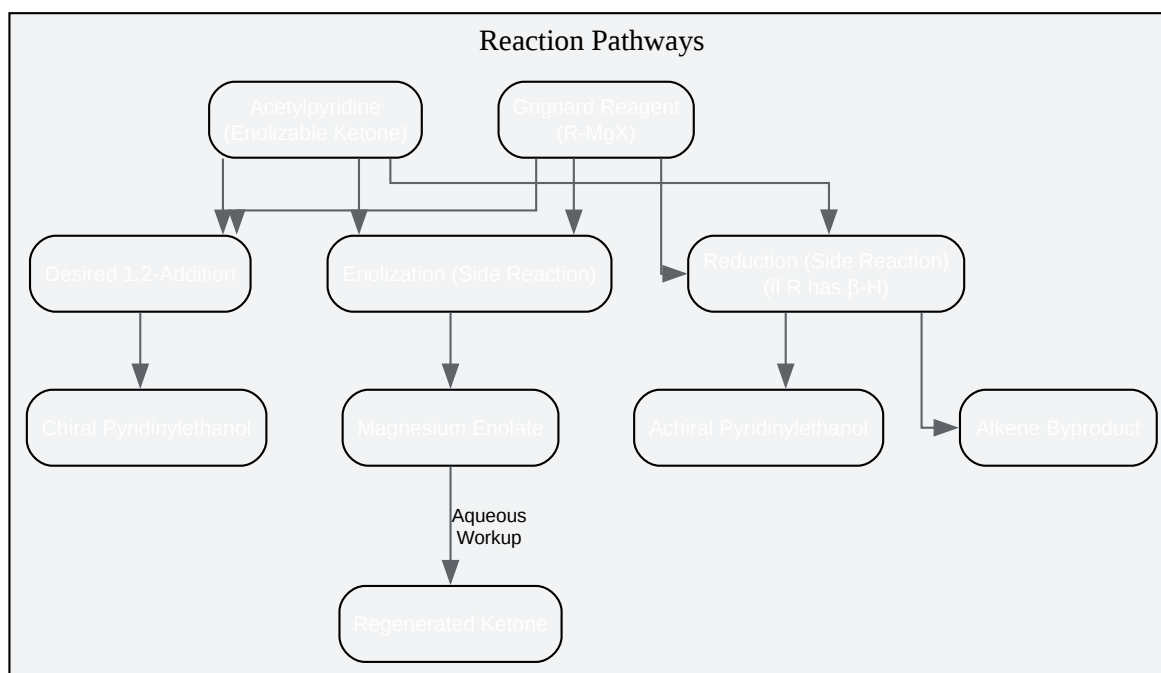 Reaction Pathways
Acetylpyridine
(Enolizable Ketone)
Grignard Reagent
(R-MgX)
Desired 1,2-Addition
Enolization (Side Reaction)
Reduction (Side Reaction)
(if R has β-H)
Chiral Pyridinylethanol
Magnesium Enolate
Achiral Pyridinylethanol
Alkene Byproduct
Aqueous
Workup
Regenerated Ketone